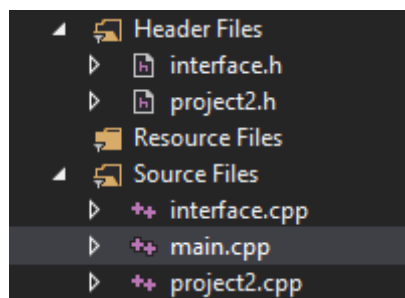 Header Files
interface.h
project2.h
Resource Files
Source Files
interface.cpp
main.cpp
project2.cpp